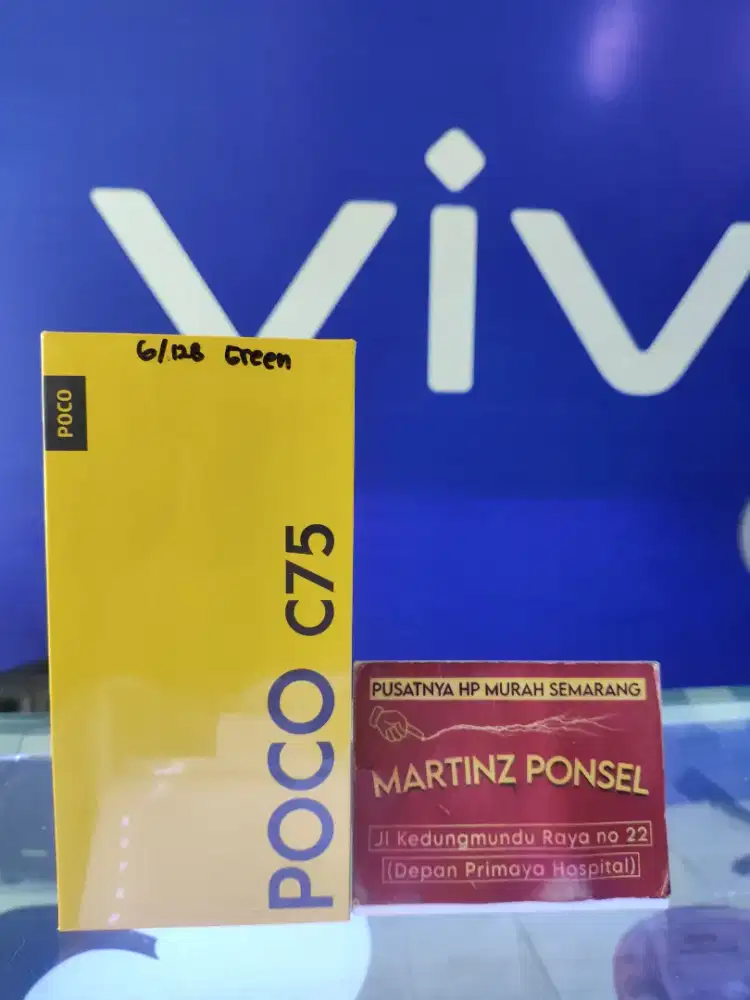 viv
6/128 Green
POCO
POCO C75
PUSATNYA HP MURAH SEMARANG
MARTINZ PONSEL
Jl Kedungmundu Raya no 22
(Depan Primaya Hospital)